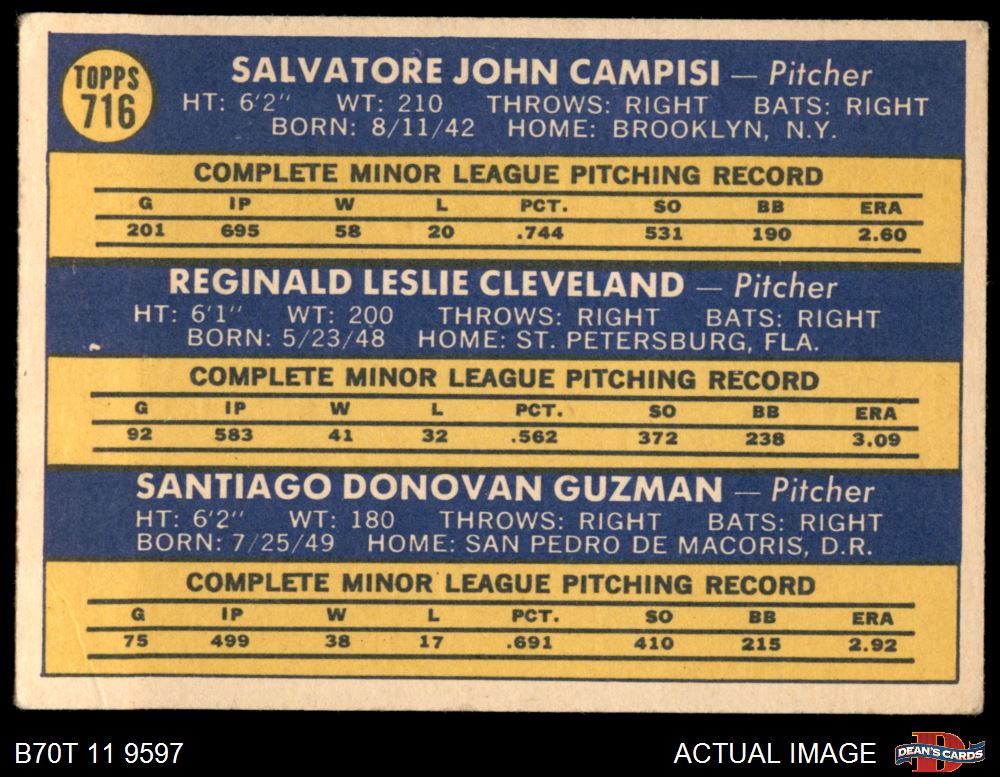 TOPPS
716
SALVATORE JOHN CAMPISI — Pitcher
HT: 6'2" WT: 210 THROWS: RIGHT BATS: RIGHT
BORN: 8/11/42 HOME: BROOKLYN, N.Y.
COMPLETE MINOR LEAGUE PITCHING RECORD
G IP W L PCT. SO BB ERA
201 695 58 20 .744 531 190 2.60
REGINALD LESLIE CLEVELAND — Pitcher
HT: 6'1" WT: 200 THROWS: RIGHT BATS: RIGHT
BORN: 5/23/48 HOME: ST. PETERSBURG, FLA.
COMPLETE MINOR LEAGUE PITCHING RECORD
G IP W L PCT. SO BB ERA
92 583 41 32 .562 372 238 3.09
SANTIAGO DONOVAN GUZMAN — Pitcher
HT: 6'2" WT: 180 THROWS: RIGHT BATS: RIGHT
BORN: 7/25/49 HOME: SAN PEDRO DE MACORIS, D.R.
COMPLETE MINOR LEAGUE PITCHING RECORD
G IP W L PCT. SO BB ERA
75 499 38 17 .691 410 215 2.92
B70T 11 9597 ACTUAL IMAGE
D
DEAN'S CARDS